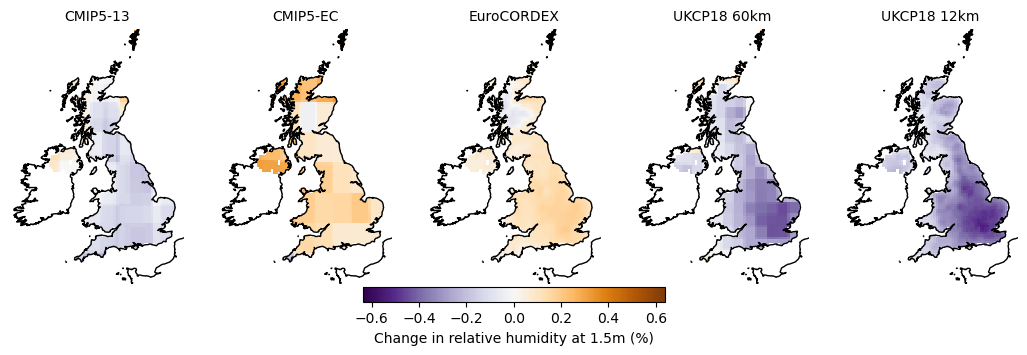 CMIP5-13 CMIP5-EC EuroCORDEX UKCP18 60km UKCP18 12km
−0.6 −0.4 −0.2 0.0 0.2 0.4 0.6
Change in relative humidity at 1.5m (%)